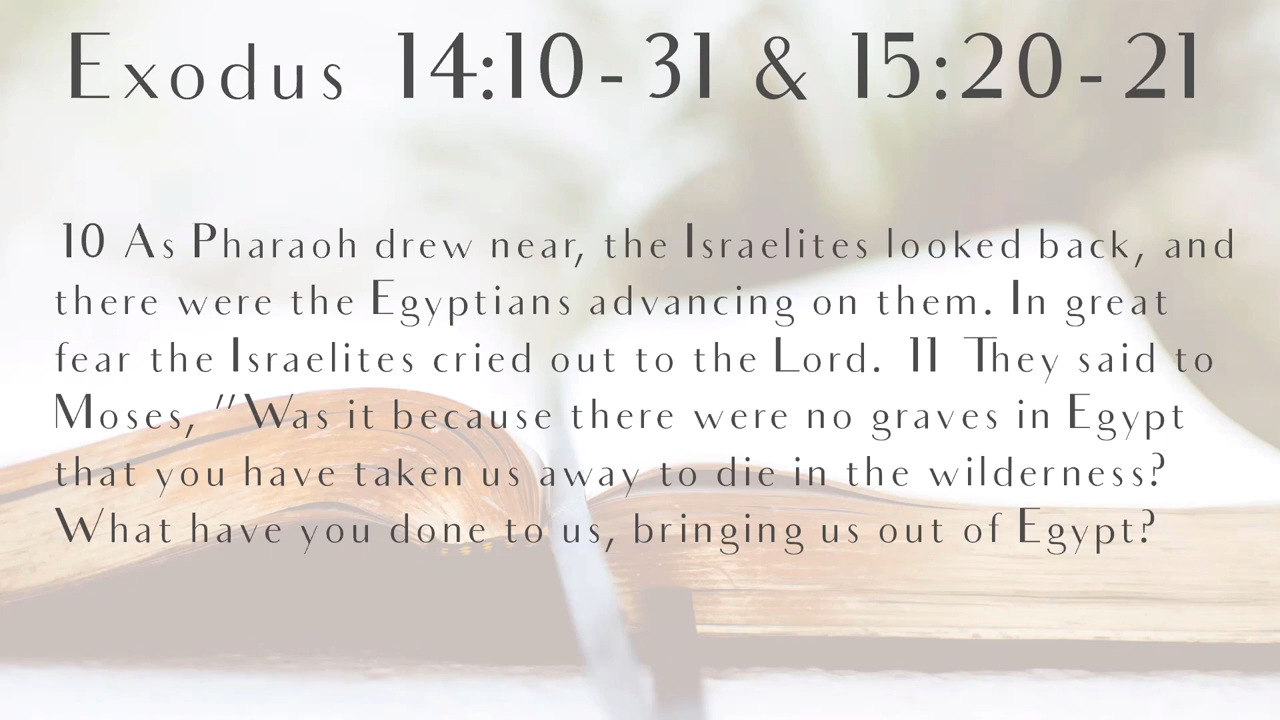 Exodus 14:10-31 & 15:20-21
10 As Pharaoh drew near, the Israelites looked back, and
there were the Egyptians advancing on them. In great
fear the Israelites cried out to the Lord. 11 They said to
Moses, "Was it because there were no graves in Egypt
that you have taken us away to die in the wilderness?
What have you done to us, bringing us out of Egypt?